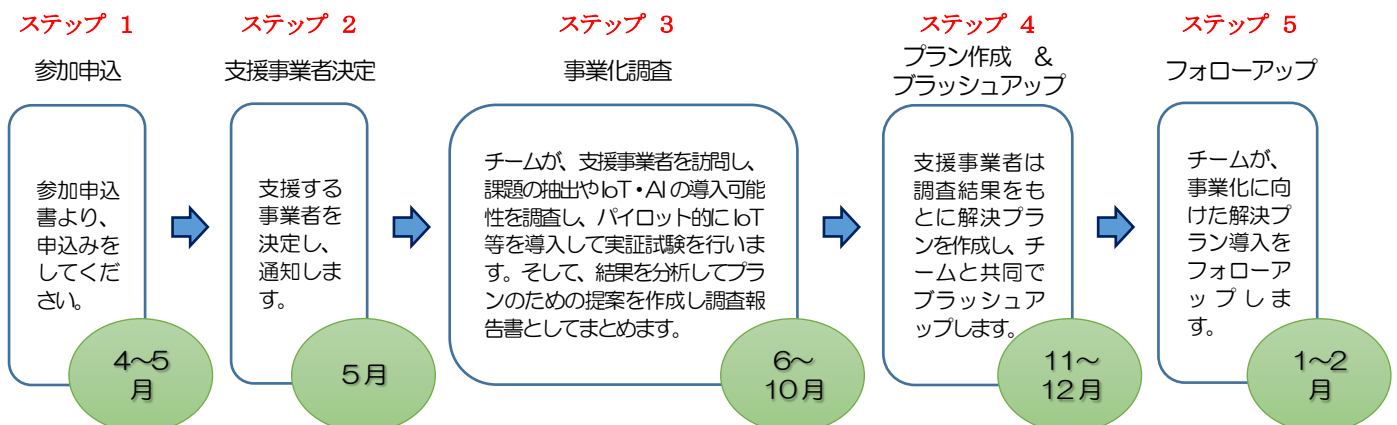 ステップ 1
参加申込
参加申込
書より、
申込みを
してくだ
さい。
4～5
月
ステップ 2
支援事業者決定
支援する
事業者を
決定し、
通知しま
す。
5月
ステップ 3
事業化調査
チームが、支援事業者を訪問し、
課題の抽出やIoT・AIの導入可能
性を調査し、パイロット的にIoT
等を導入して実証試験を行いま
す。そして、結果を分析してプラ
ンのための提案を作成し調査報
告書としてまとめます。
6～
10月
ステップ 4
プラン作成 &
ブラッシュアップ
支援事業者は
調査結果をも
とに解決プラ
ンを作成し、チ
ームと共同で
ブラッシュア
ップします。
11～
12月
ステップ 5
フォローアップ
チームが、
事業化に向
けた解決プ
ラン導入を
フォローア
ップしま
す。
1～2
月